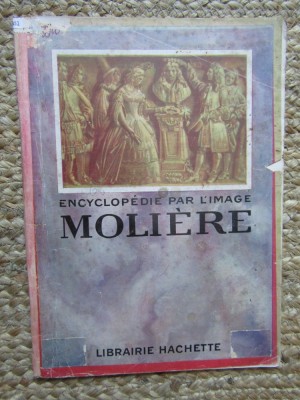 ENCYCLOPÉDIE PAR L'IMAGE
MOLIÈRE
LIBRAIRIE HACHETTE